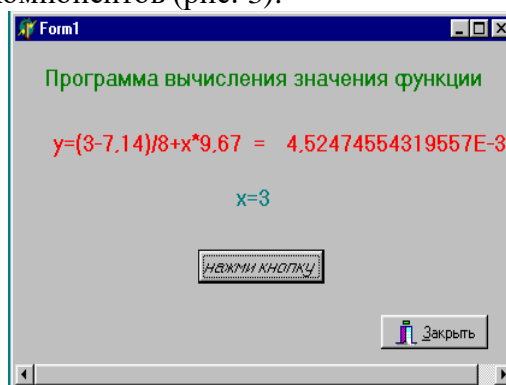 компонентов (рис. 3).
Form1
Программа вычисления значения функции
y=(3-7,14)/8+x*9,67 = 4,52474554319557E-3
x=3
нажми кнопку
Закрыть